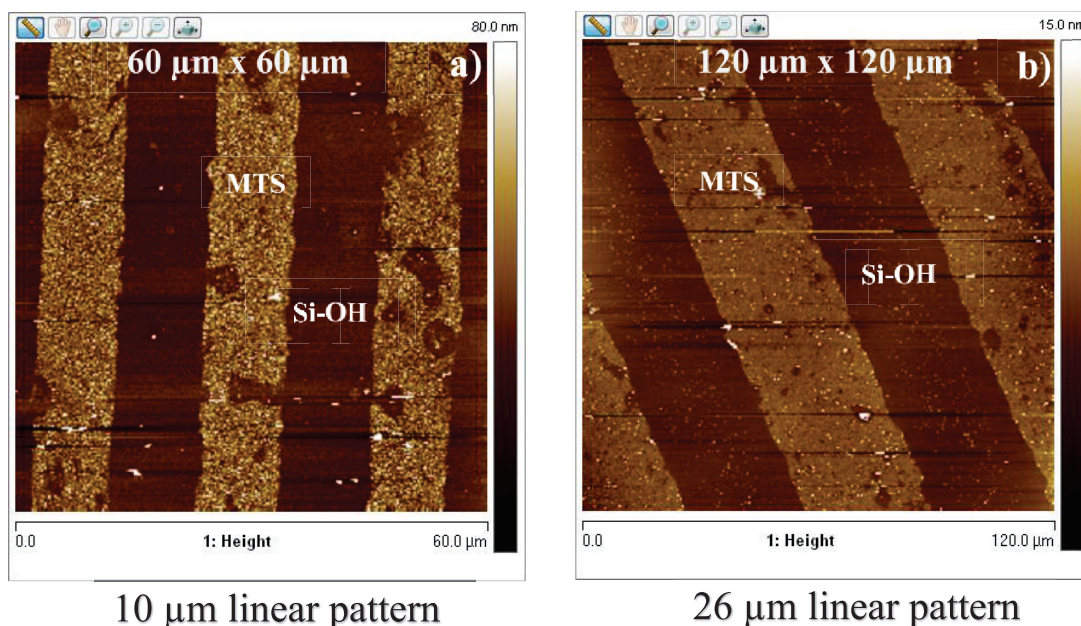 80.0 nm
60 µm x 60 µm
a)
MTS
Si-OH
0.0
1: Height
60.0 µm
10 µm linear pattern
15.0 nm
120 µm x 120 µm
b)
MTS
Si-OH
0.0
1: Height
120.0 µm
26 µm linear pattern